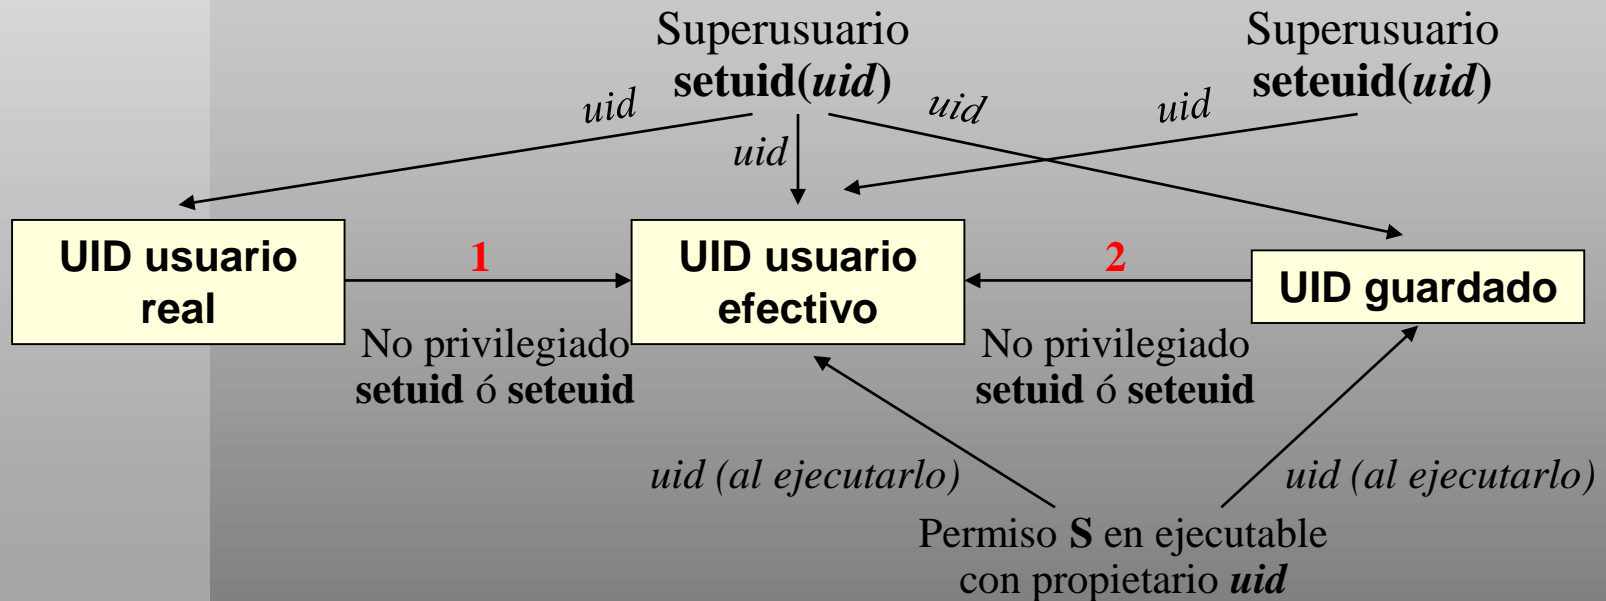 Superusuario
setuid(uid)
Superusuario
seteuid(uid)
uid
uid
uid
uid
UID usuario
real
1
UID usuario
efectivo
2
UID guardado
No privilegiado
setuid ó seteuid
No privilegiado
setuid ó seteuid
uid (al ejecutarlo)
uid (al ejecutarlo)
Permiso S en ejecutable
con propietario uid